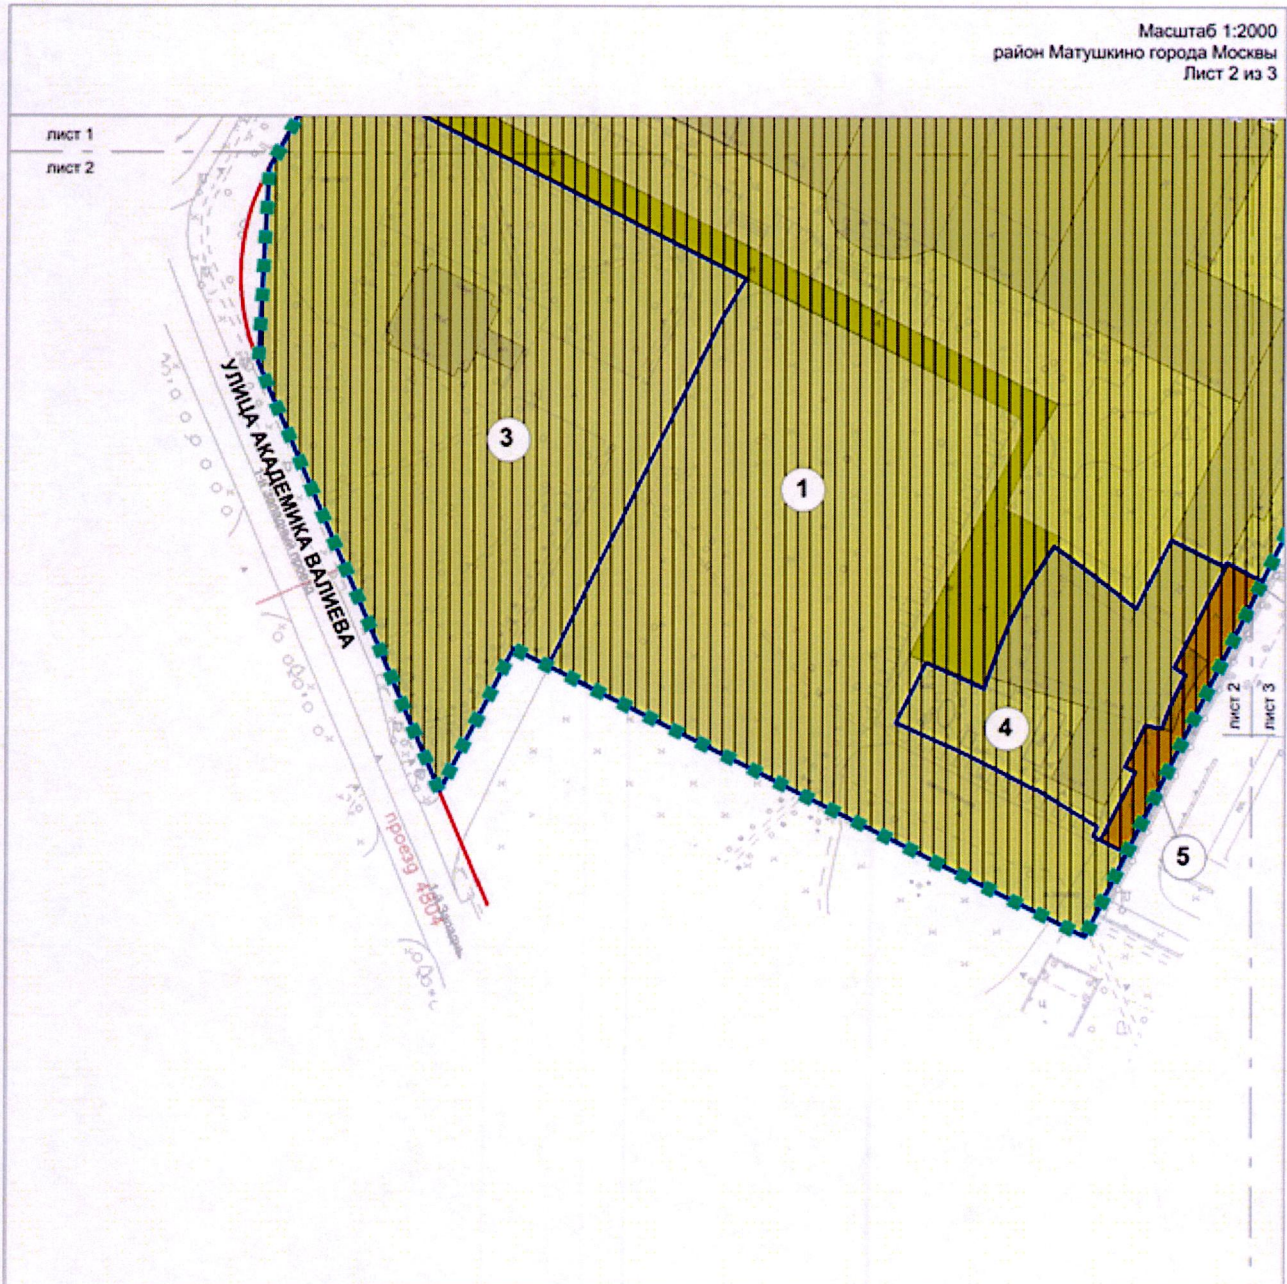 Масштаб 1:2000
район Матушкино города Москвы
Лист 2 из 3
лист 1
лист 2
УЛИЦА АКАДЕМИКА ВАЛИЕВА
3
1
4
5
лист 2
лист 3
проезд 4804